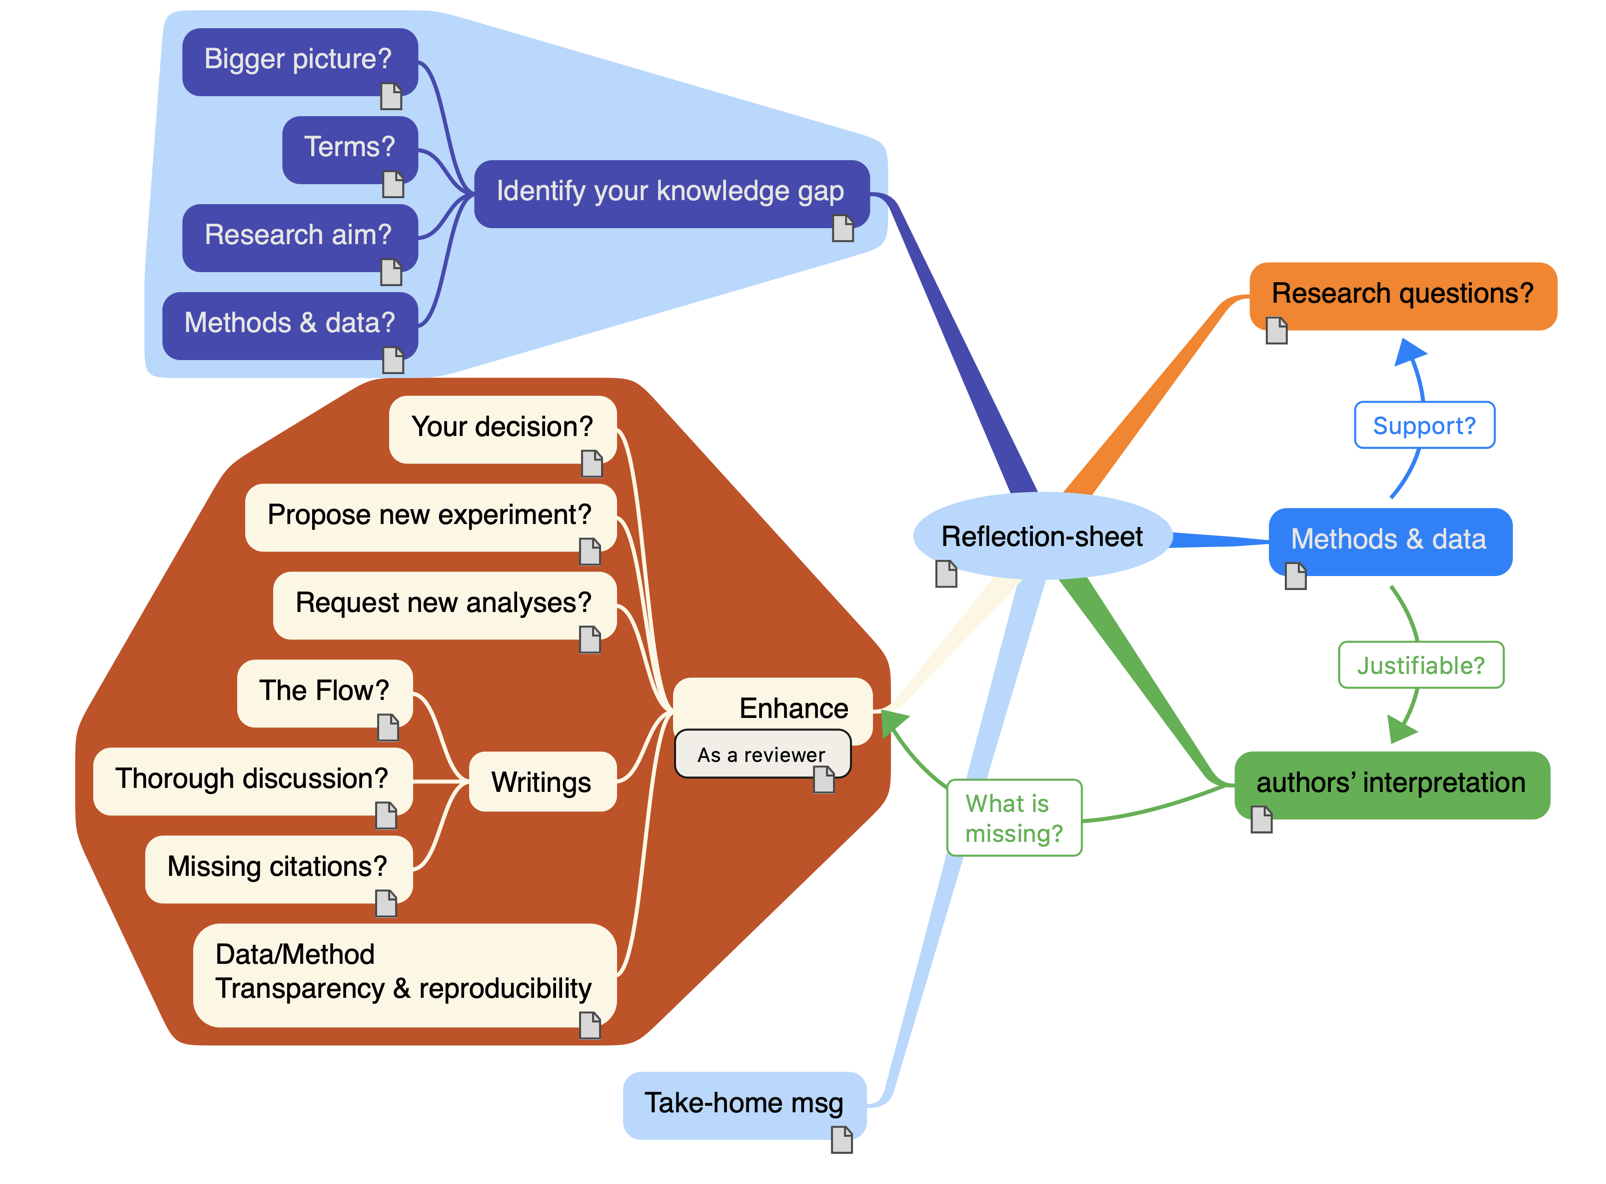 Bigger picture?
Terms?
Research aim?
Methods & data?
Identify your knowledge gap
Your decision?
Propose new experiment?
Request new analyses?
The Flow?
Thorough discussion?
Missing citations?
Writings
Data/Method
Transparency & reproducibility
Enhance
As a reviewer
Take-home msg
Reflection-sheet
Research questions?
Support?
Methods & data
Justifiable?
authors’ interpretation
What is
missing?